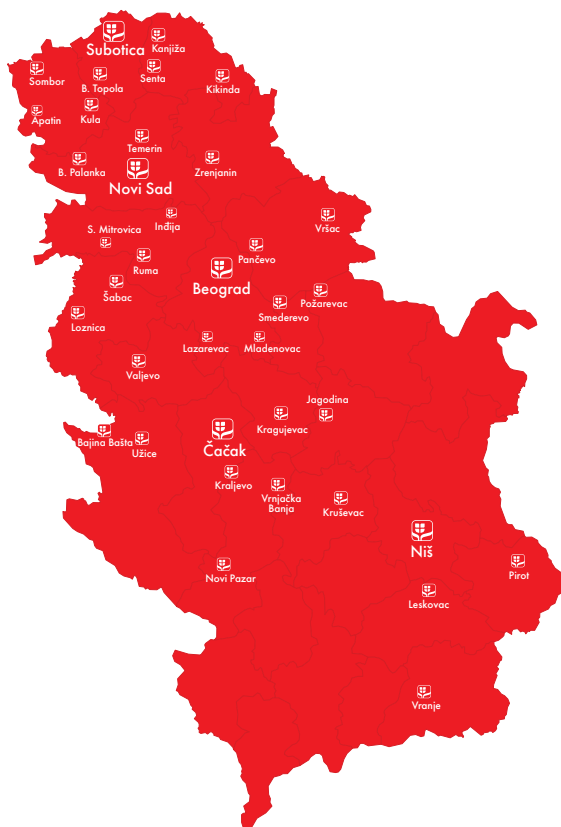 Subotica
Kanjiža
Sombor
B. Topola
Senta
Kikinda
Apatin
Kula
Temerin
B. Palanka
Zrenjanin
Novi Sad
S. Mitrovica
Inđija
Vršac
Ruma
Pančevo
Beograd
Šabac
Požarevac
Smederevo
Loznica
Lazarevac
Mladenovac
Valjevo
Jagodina
Kragujevac
Bajina Bašta
Užice
Čačak
Kraljevo
Vrnjačka
Banja
Kruševac
Niš
Novi Pazar
Pirot
Leskovac
Vranje